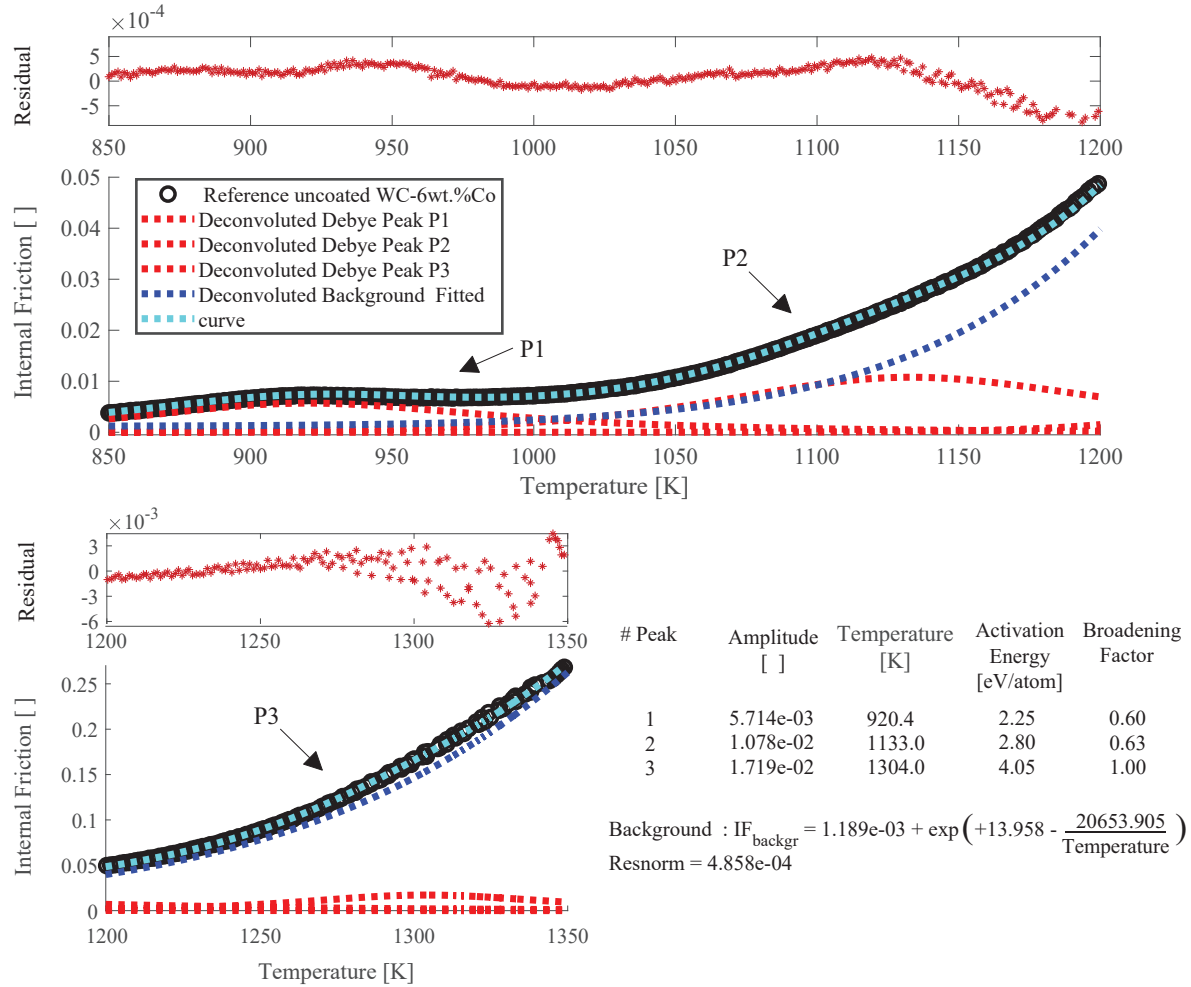 ×10⁻⁴
Residual
5
0
-5
850 900 950 1000 1050 1100 1150 1200
Internal Friction [ ]
0.05
0.04
0.03
0.02
0.01
0
Reference uncoated WC-6wt.%Co
Deconvoluted Debye Peak P1
Deconvoluted Debye Peak P2
Deconvoluted Debye Peak P3
Deconvoluted Background Fitted
curve
P1
P2
850 900 950 1000 1050 1100 1150 1200
Temperature [K]
×10⁻³
Residual
3
0
-3
-6
1200 1250 1300 1350
Internal Friction [ ]
0.25
0.2
0.15
0.1
0.05
0
P3
1200 1250 1300 1350
Temperature [K]
# Peak Amplitude [ ] Temperature [K] Activation Energy [eV/atom] Broadening Factor
1 5.714e-03 920.4 2.25 0.60
2 1.078e-02 1133.0 2.80 0.63
3 1.719e-02 1304.0 4.05 1.00
Background : IF_backgr = 1.189e-03 + exp (+13.958 - 20653.905 / Temperature)
Resnorm = 4.858e-04